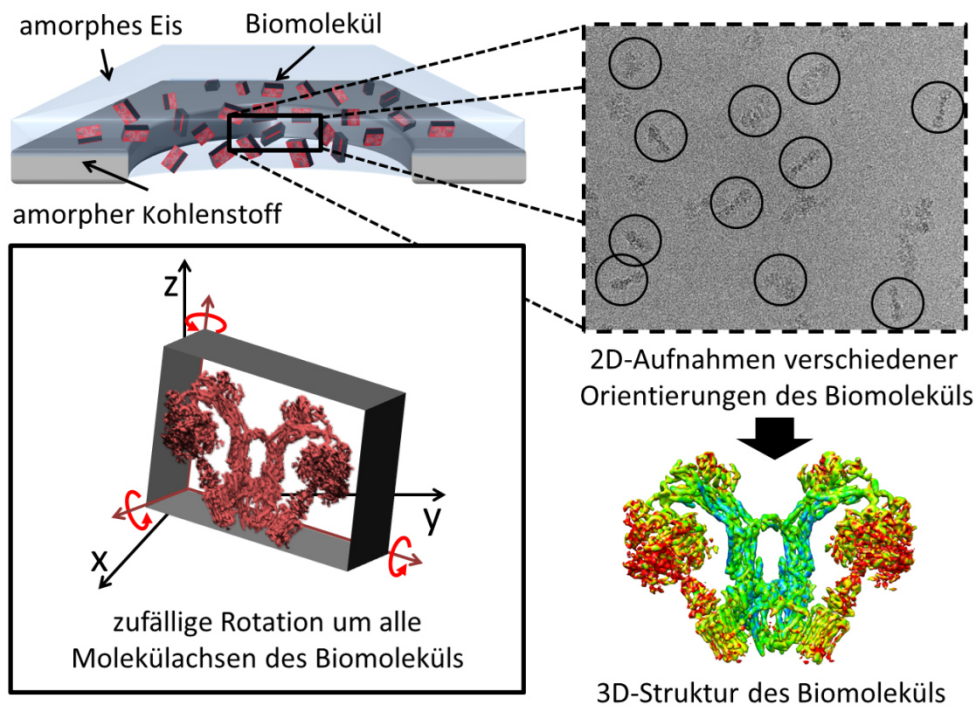 amorphes Eis
Biomolekül
amorpher Kohlenstoff
z
y
x
zufällige Rotation um alle
Molekülachsen des Biomoleküls
2D-Aufnahmen verschiedener
Orientierungen des Biomoleküls
3D-Struktur des Biomoleküls